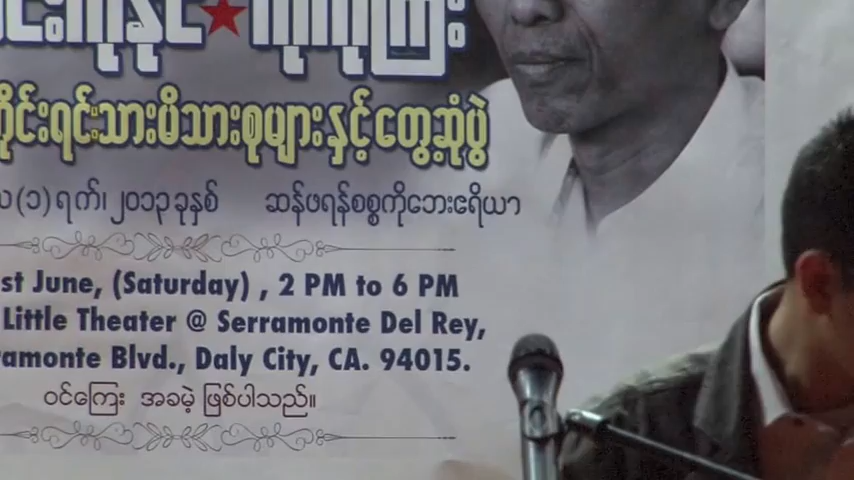 ကိုကိုကြီး
တိုင်းရင်းသားမိသားစုများနှင့်တွေ့ဆုံပွဲ
(၁) ရက်၊ ၂၀၁၃ ခုနှစ် ဆန်ဖရန်စစ္စကိုဘေးဧရိယာ
st June, (Saturday) , 2 PM to 6 PM
Little Theater @ Serramonte Del Rey,
amonte Blvd., Daly City, CA. 94015.
ဝင်ကြေး အခမဲ့ ဖြစ်ပါသည်။